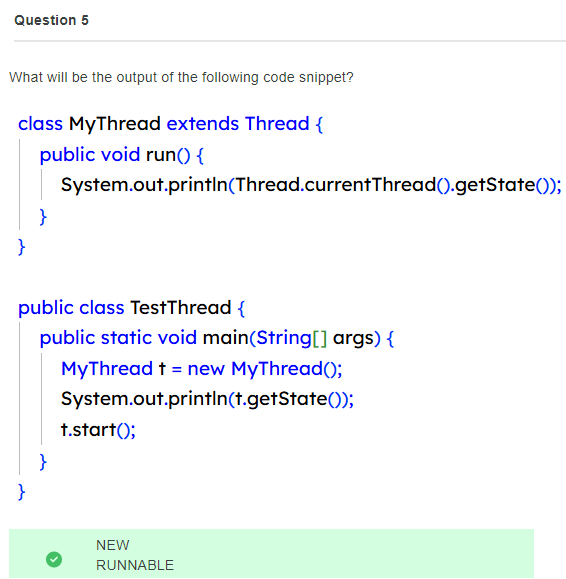 Question 5
What will be the output of the following code snippet?
class MyThread extends Thread {
public void run() {
System.out.println(Thread.currentThread().getState());
}
}
public class TestThread {
public static void main(String[] args) {
MyThread t = new MyThread();
System.out.println(t.getState());
t.start();
}
}
NEW
RUNNABLE